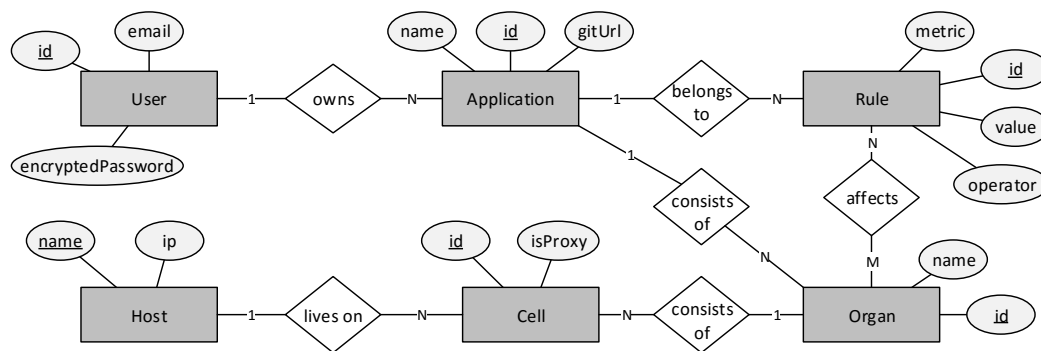 email
name
id
gitUrl
metric
id
id
User
1
owns
N
Application
1
belongs
to
N
Rule
value
encryptedPassword
1
N
operator
consists
of
affects
name
ip
id
isProxy
N
M
name
Host
1
lives on
N
Cell
N
consists
of
1
Organ
id